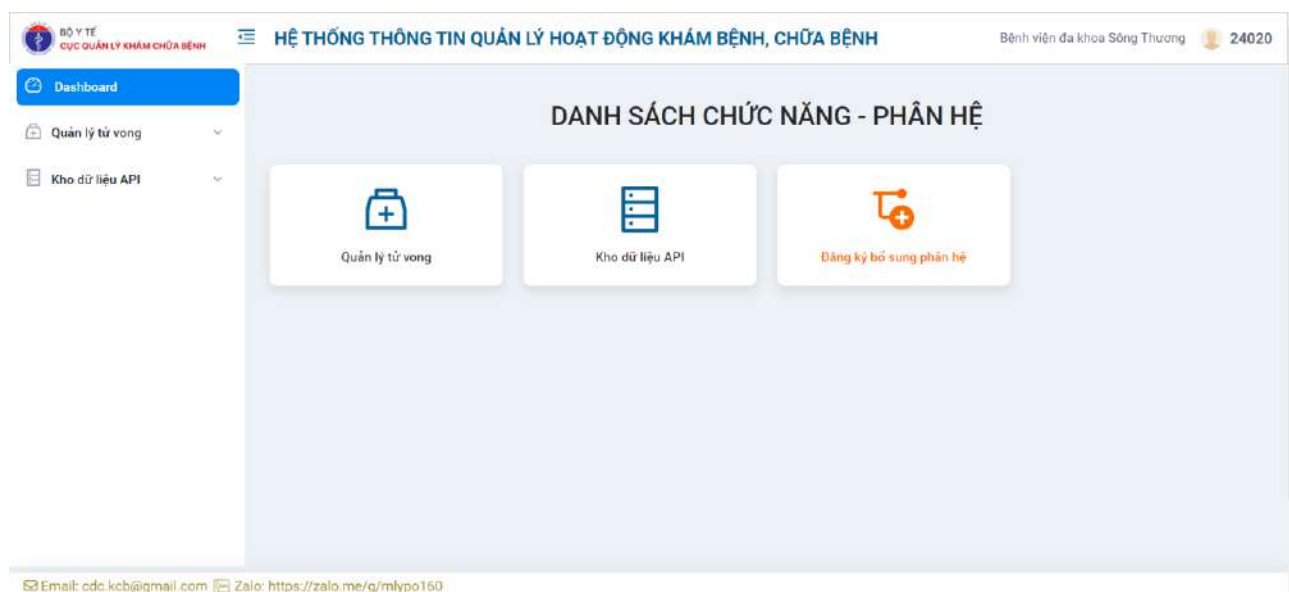 BỘ Y TẾ
CỤC QUẢN LÝ KHÁM CHỮA BỆNH
HỆ THỐNG THÔNG TIN QUẢN LÝ HOẠT ĐỘNG KHÁM BỆNH, CHỮA BỆNH
Bệnh viện đa khoa Sông Thương
24020
Dashboard
Quản lý tử vong
Kho dữ liệu API
DANH SÁCH CHỨC NĂNG - PHÂN HỆ
Quản lý tử vong
Kho dữ liệu API
Đăng ký bổ sung phân hệ
Email: cdc.kcb@gmail.com Zalo: https://zalo.me/g/mlypo160